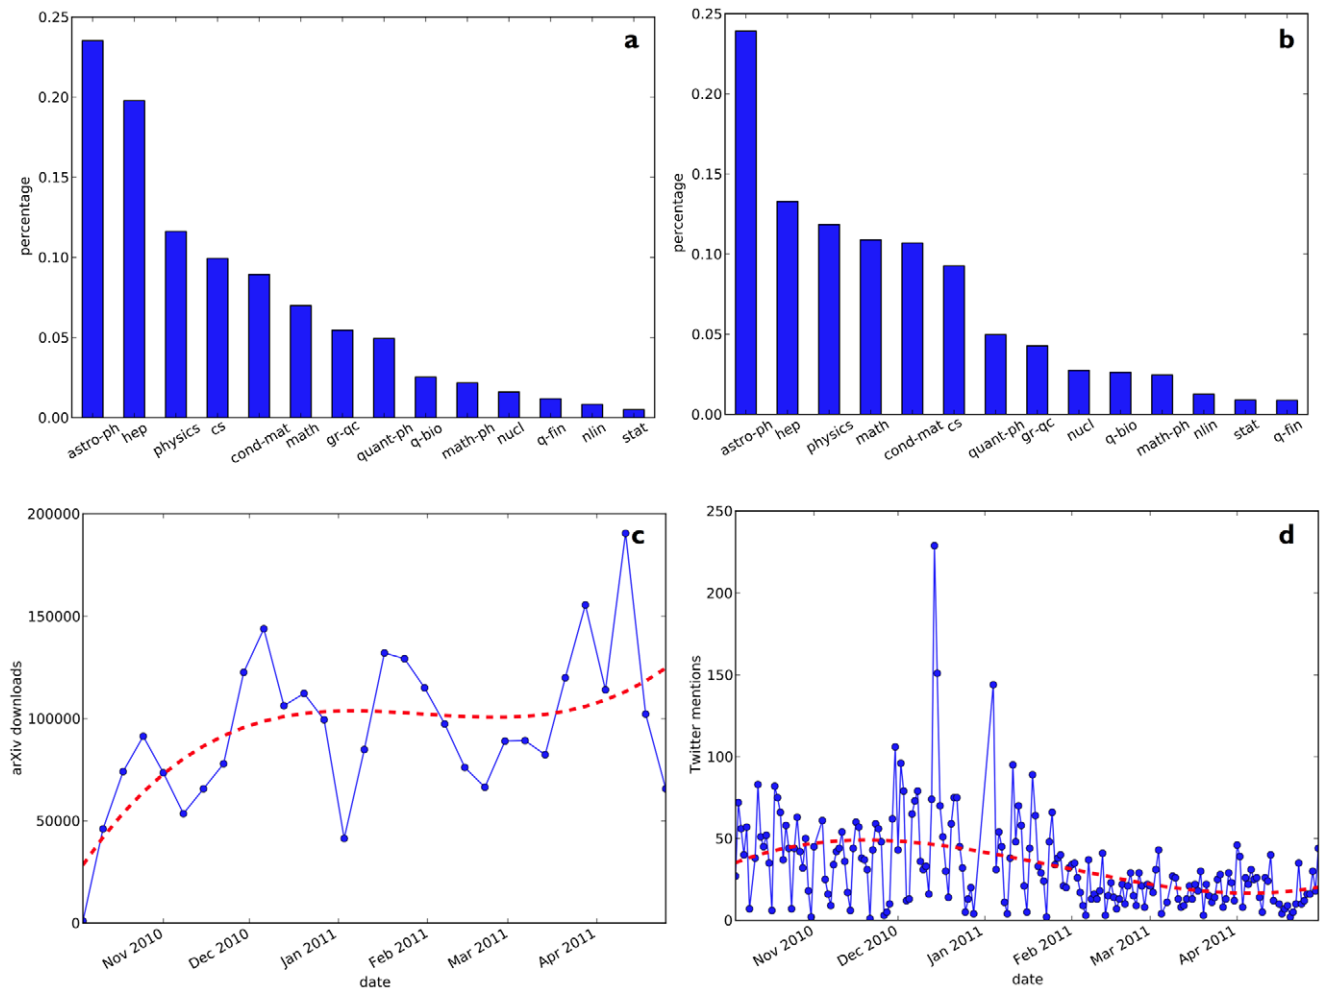 a
0.25
0.20
0.15
0.10
0.05
0.00
percentage
astro-ph hep physics cs cond-mat math gr-qc quant-ph q-bio math-ph nucl q-fin nlin stat
b
0.25
0.20
0.15
0.10
0.05
0.00
percentage
astro-ph hep physics math cond-mat cs quant-ph gr-qc nucl q-bio math-ph nlin stat q-fin
c
200000
150000
100000
50000
0
arXiv downloads
Nov 2010 Dec 2010 Jan 2011 Feb 2011 Mar 2011 Apr 2011
date
d
250
200
150
100
50
0
Twitter mentions
Nov 2010 Dec 2010 Jan 2011 Feb 2011 Mar 2011 Apr 2011
date